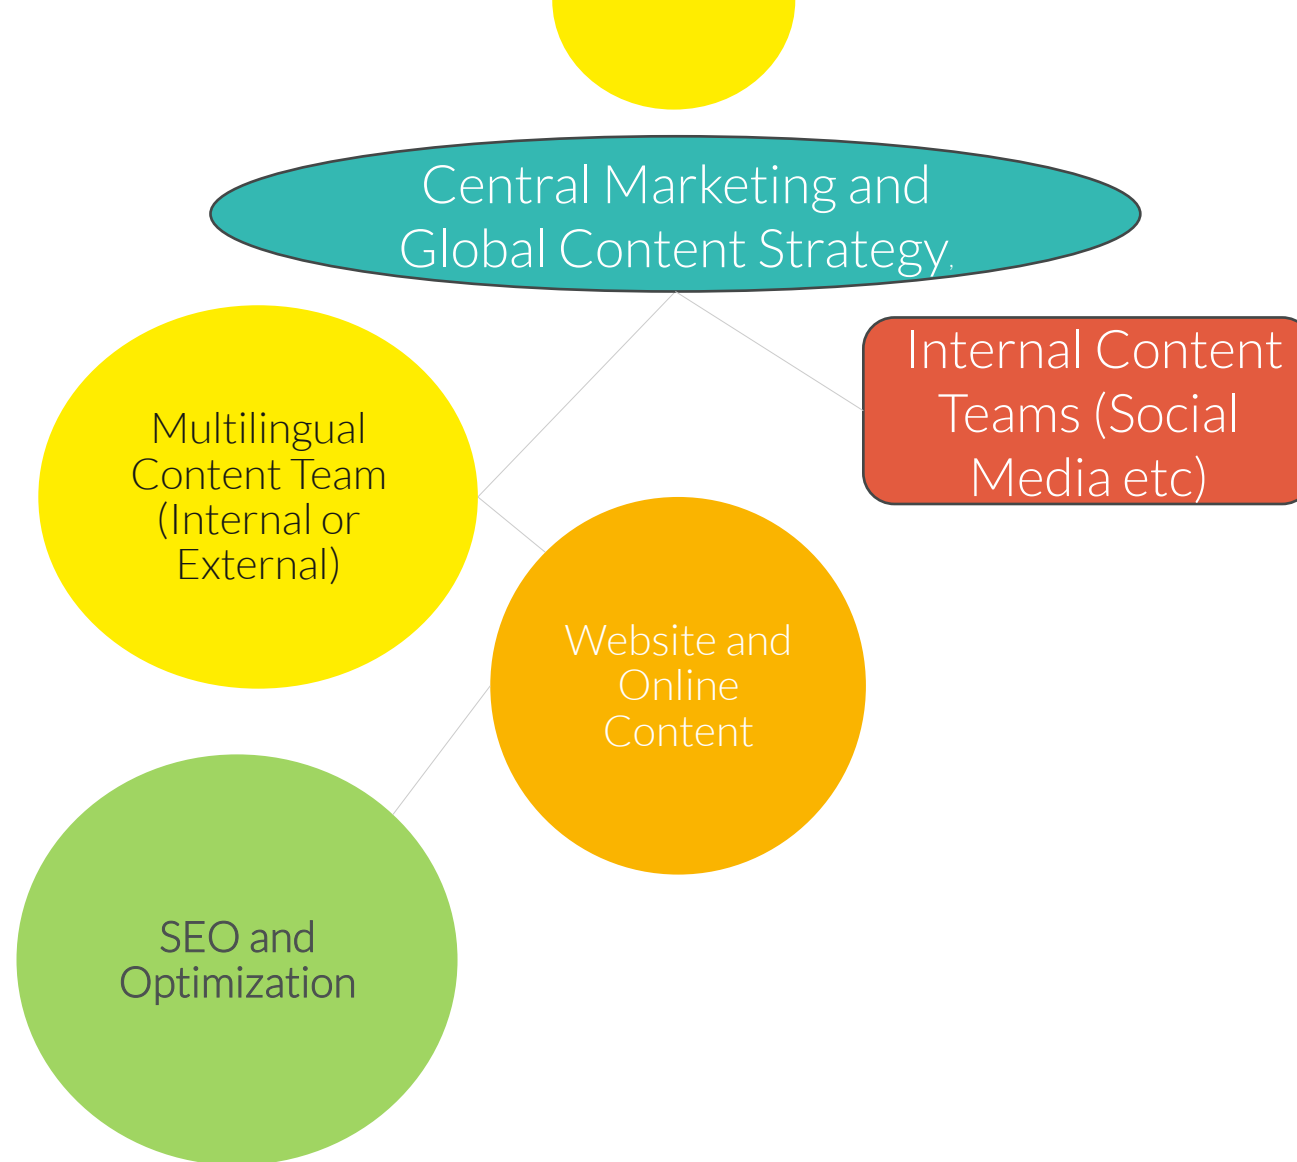 Central Marketing and
Global Content Strategy,
Internal Content
Teams (Social
Media etc)
Multilingual
Content Team
(Internal or
External)
Website and
Online
Content
SEO and
Optimization